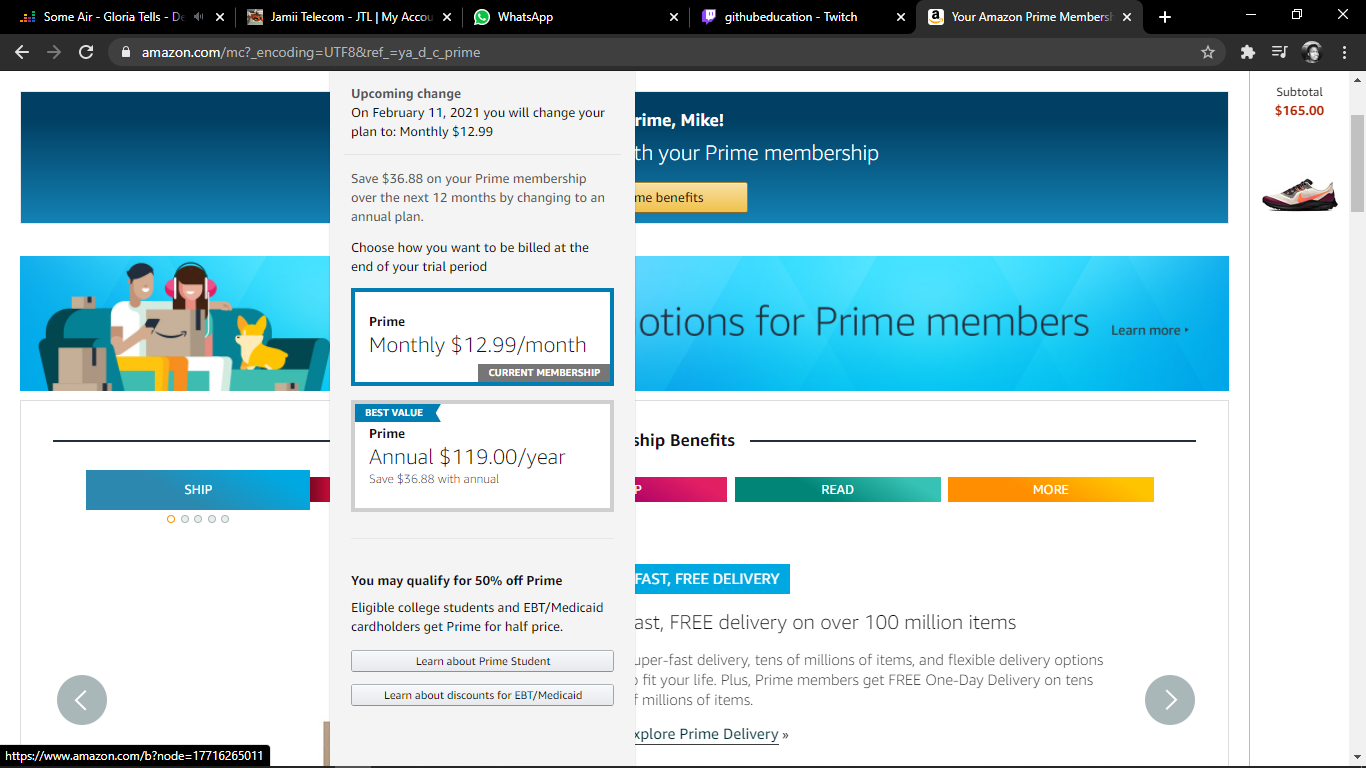 Some Air - Gloria Tells - De
Jamii Telecom - JTL | My Accou
WhatsApp
githubeducation - Twitch
Your Amazon Prime Membersh
amazon.com/mc?_encoding=UTF8&ref_=ya_d_c_prime
Upcoming change
On February 11, 2021 you will change your
plan to: Monthly $12.99
Save $36.88 on your Prime membership
over the next 12 months by changing to an
annual plan.
Choose how you want to be billed at the
end of your trial period
Prime
Monthly $12.99/month
CURRENT MEMBERSHIP
BEST VALUE
Prime
Annual $119.00/year
Save $36.88 with annual
You may qualify for 50% off Prime
Eligible college students and EBT/Medicaid
cardholders get Prime for half price.
Learn about Prime Student
Learn about discounts for EBT/Medicaid
rime, Mike!
th your Prime membership
me benefits
otions for Prime members
Learn more
ship Benefits
SHIP
P
READ
MORE
FAST, FREE DELIVERY
ast, FREE delivery on over 100 million items
uper-fast delivery, tens of millions of items, and flexible delivery options
o fit your life. Plus, Prime members get FREE One-Day Delivery on tens
f millions of items.
xplore Prime Delivery »
Subtotal
$165.00
https://www.amazon.com/b?node=17716265011